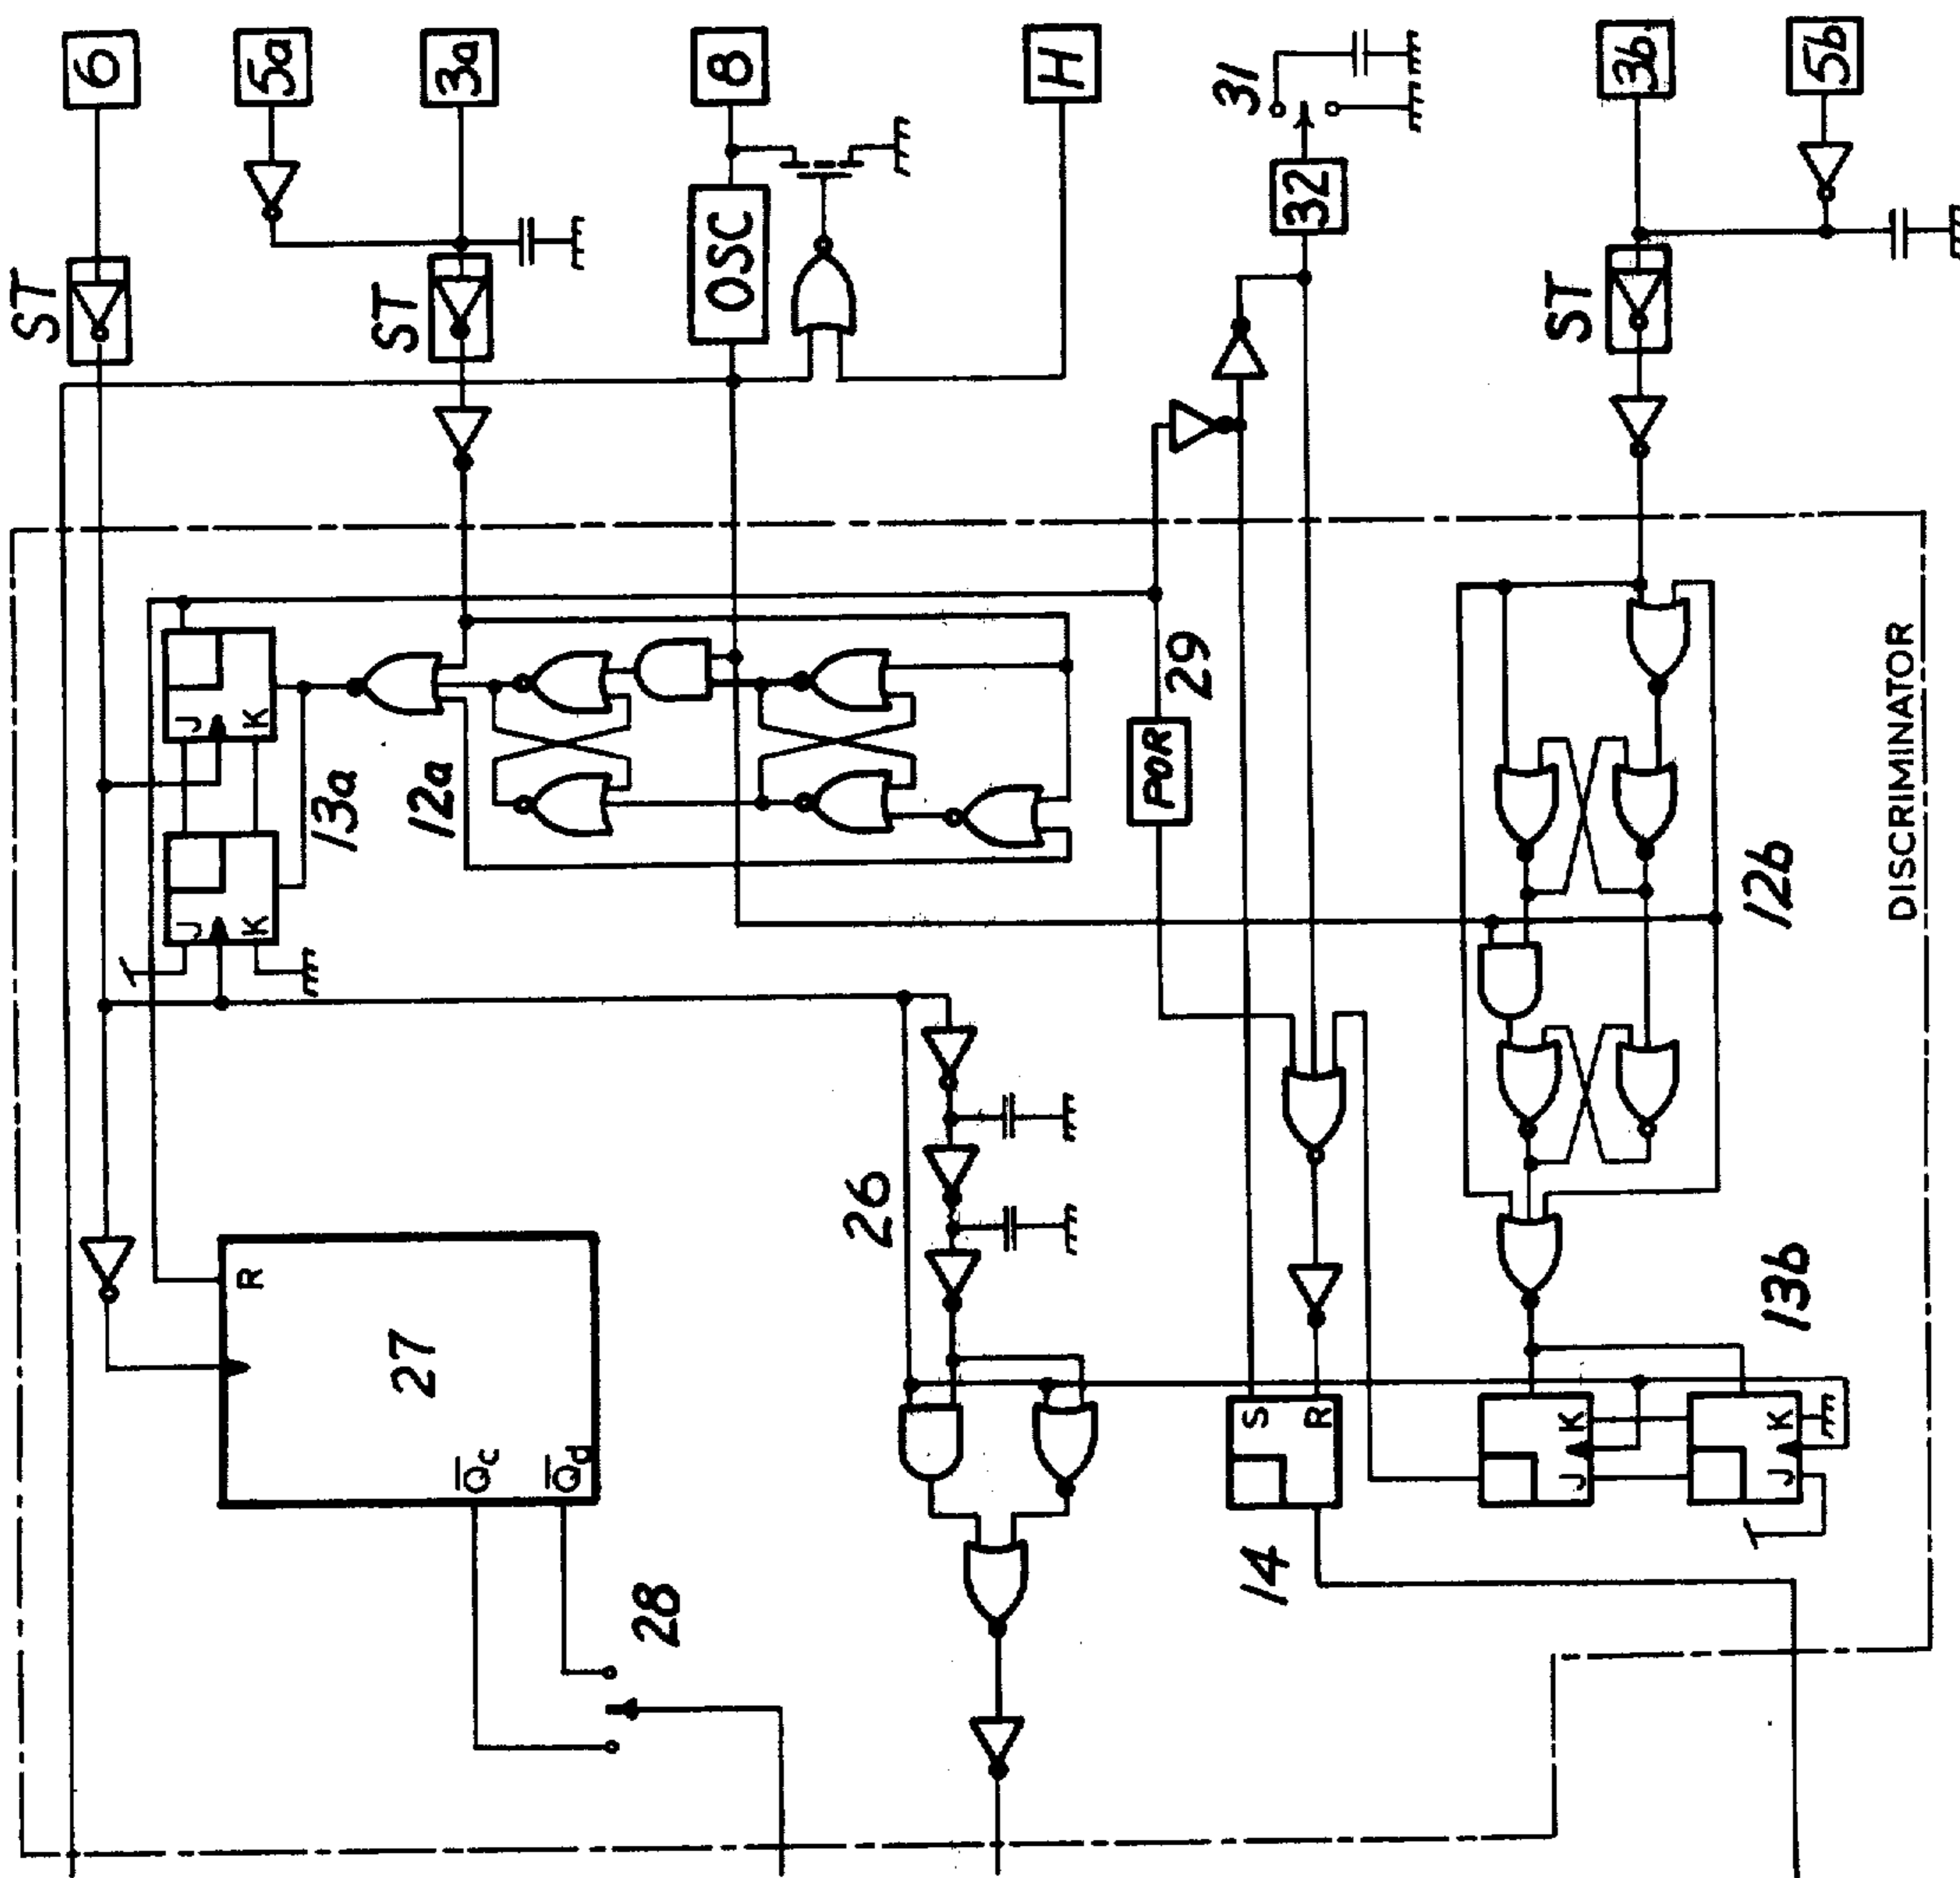 6
5a
3a
8
H
31
3b
5b
32
ST
ST
OSC
ST
J
K
13a
12a
29
POR
J
K
12b
DISCRIMINATOR
26
R
27
Q̅c
Q̅d
28
S
R
14
13b
K
J
K
J